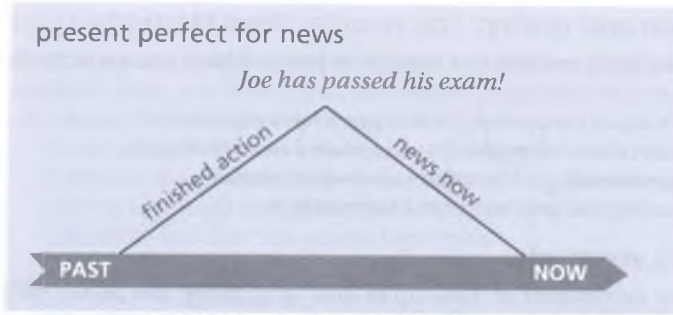 present perfect for news
Joe has passed his exam!
finished action
news now
PAST
NOW